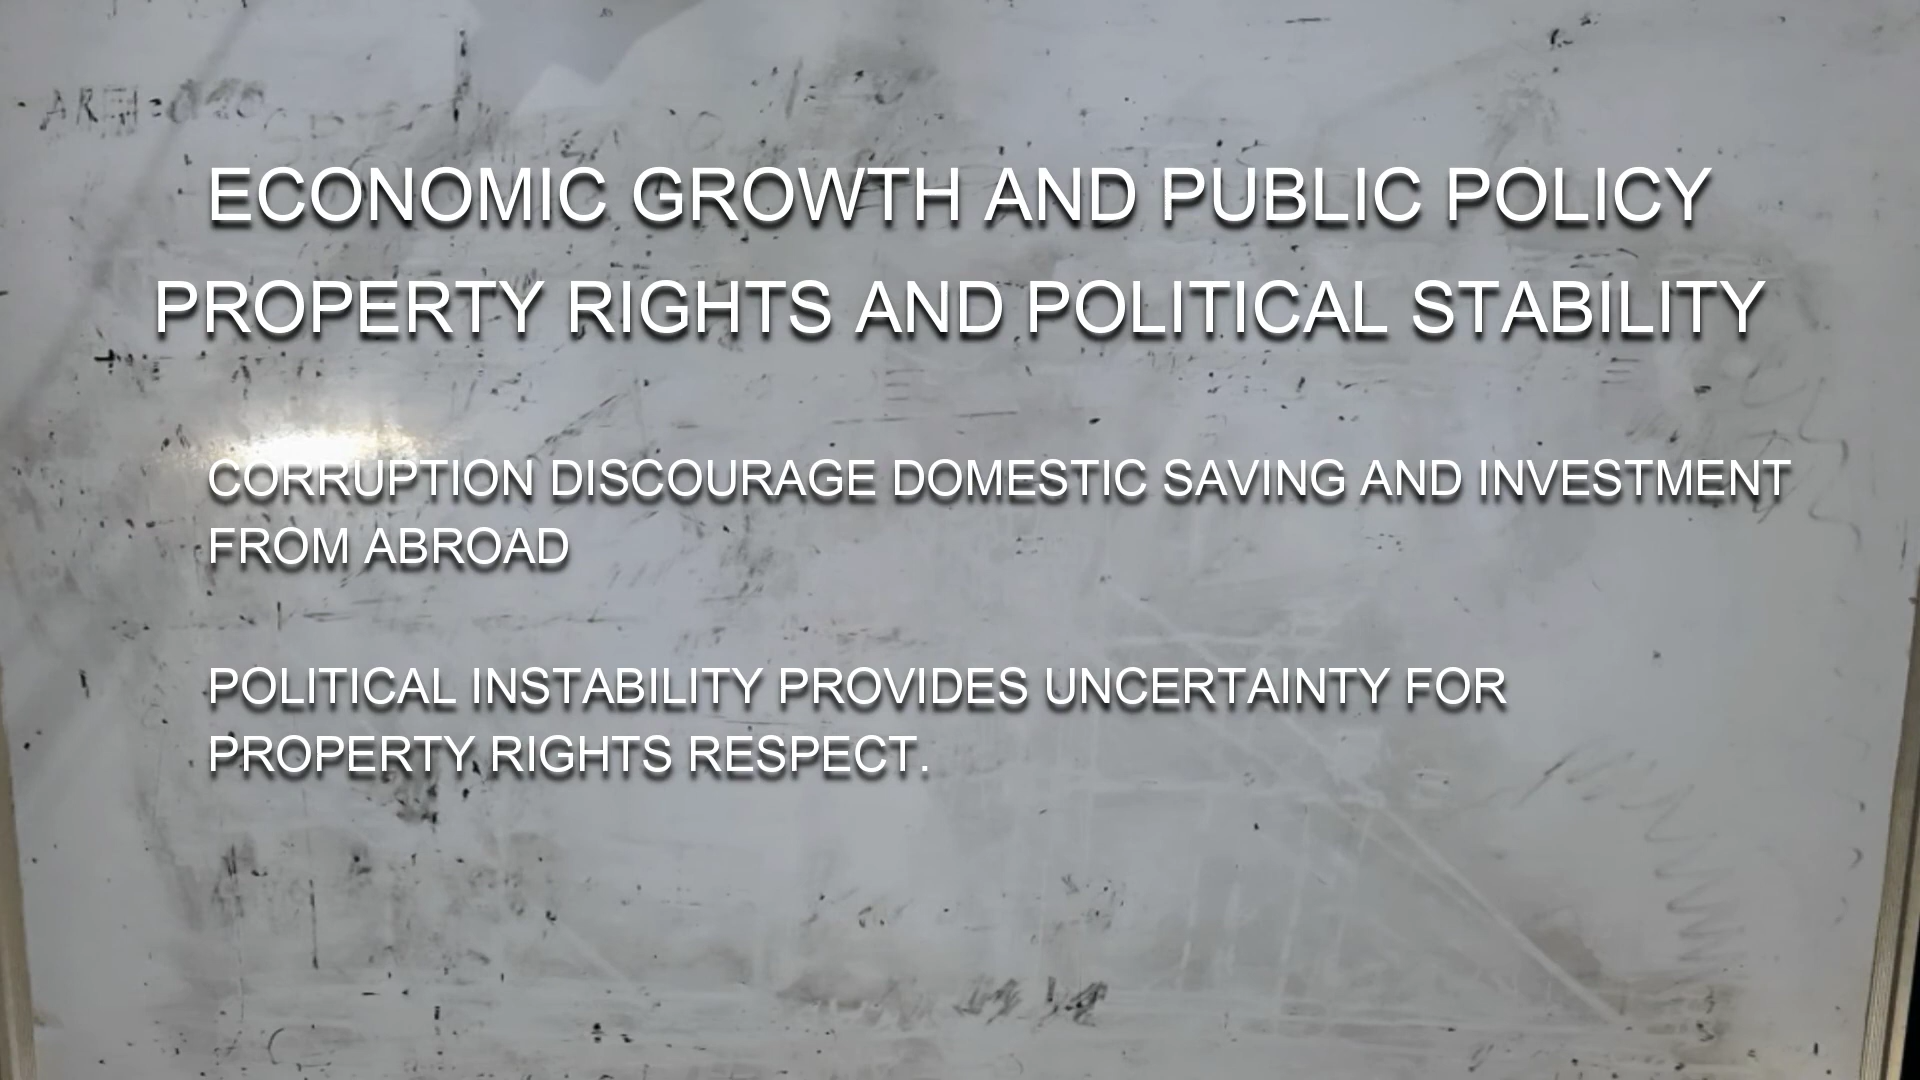 ECONOMIC GROWTH AND PUBLIC POLICY
PROPERTY RIGHTS AND POLITICAL STABILITY
CORRUPTION DISCOURAGE DOMESTIC SAVING AND INVESTMENT
FROM ABROAD
POLITICAL INSTABILITY PROVIDES UNCERTAINTY FOR
PROPERTY RIGHTS RESPECT.